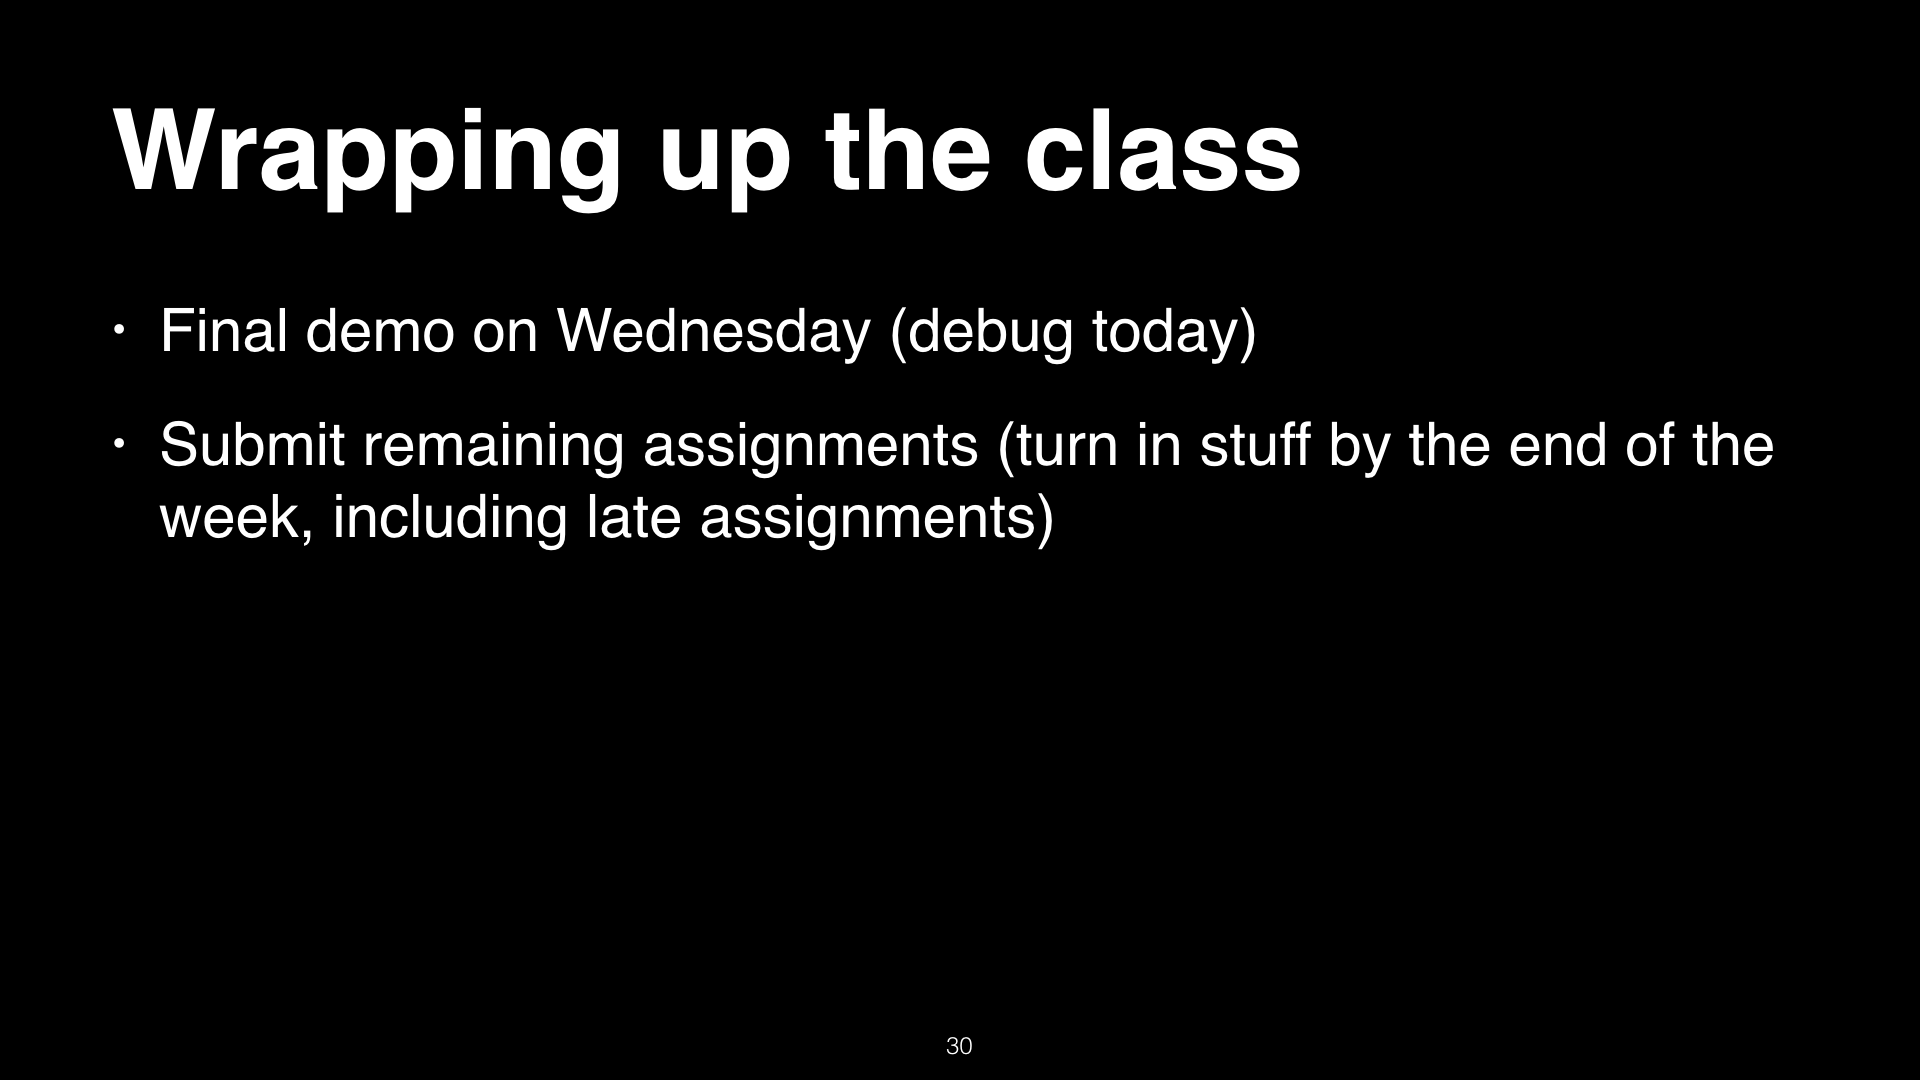 Wrapping up the class
• Final demo on Wednesday (debug today)
• Submit remaining assignments (turn in stuff by the end of the
week, including late assignments)
30